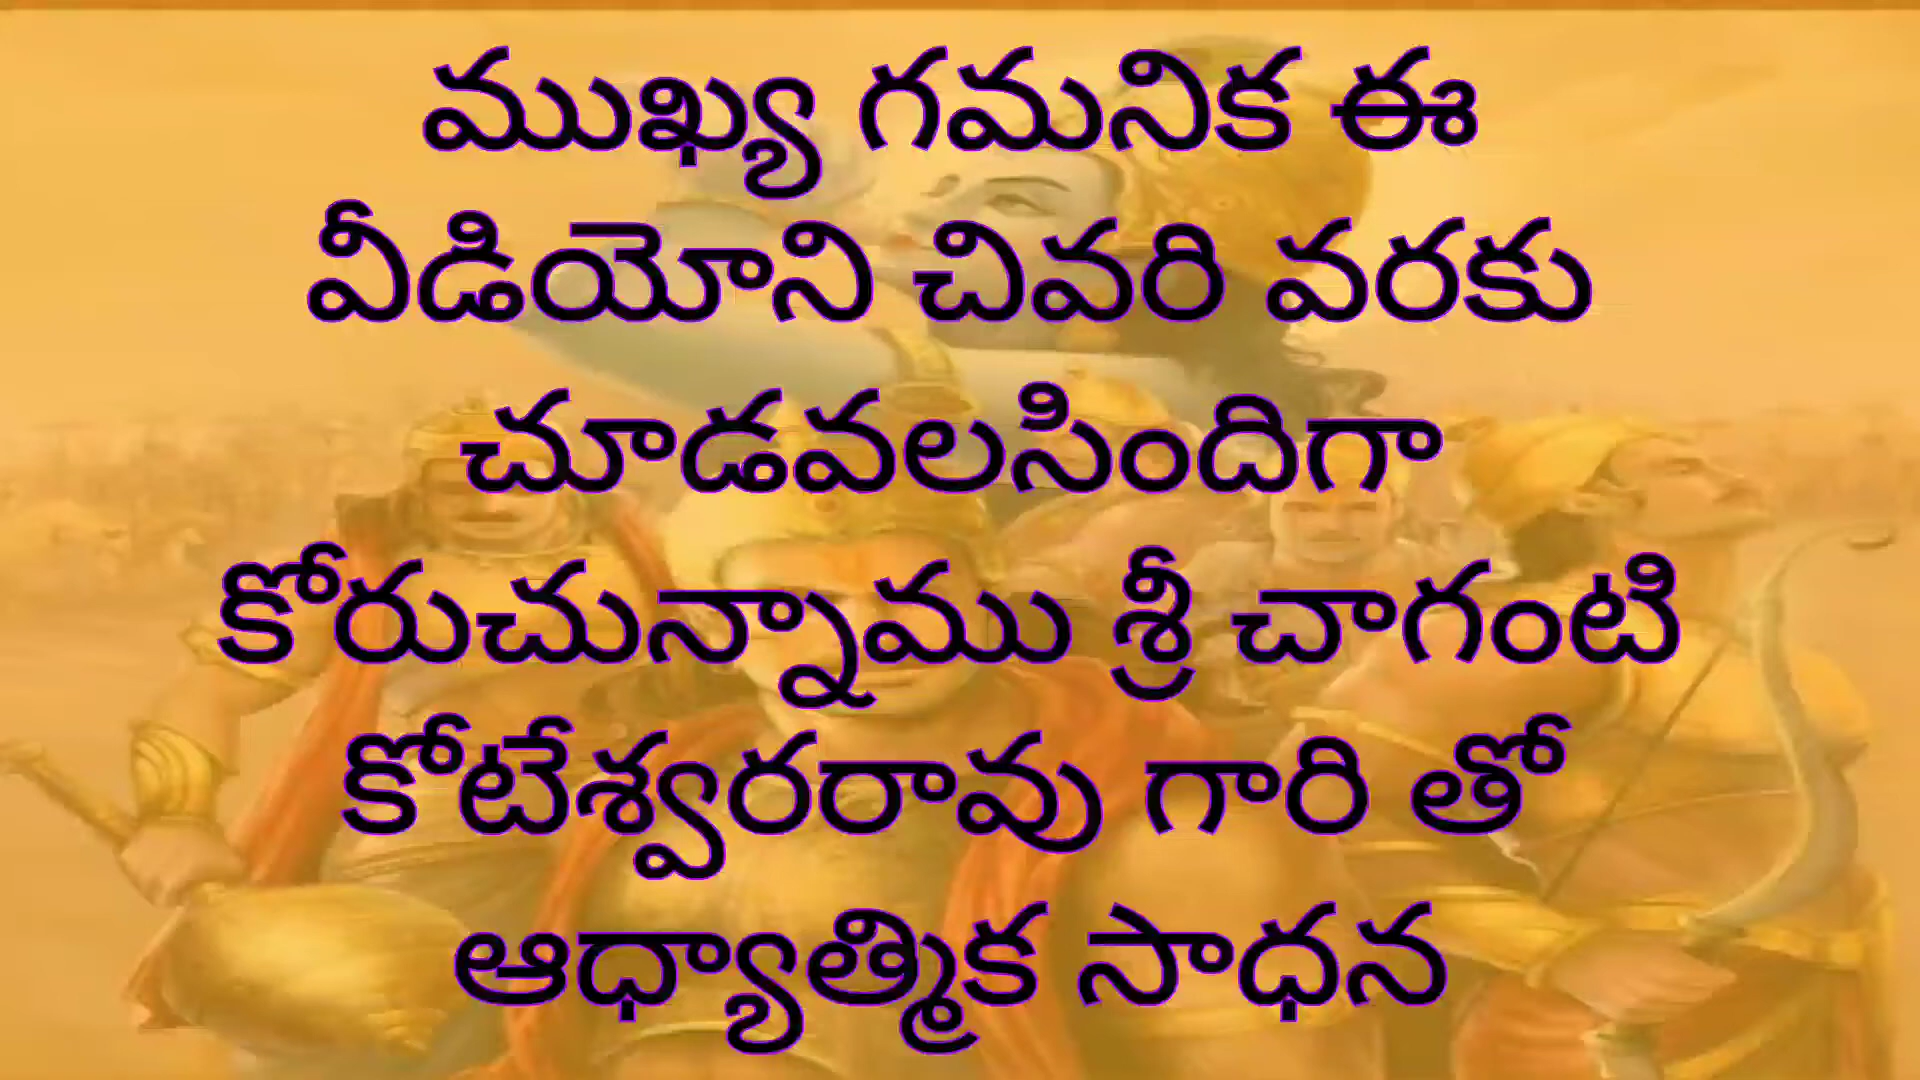 ముఖ్య గమనిక ఈ
వీడియోని చివరి వరకు
చూడవలసిందిగా
కోరుచున్నాము శ్రీ చాగంటి
కోటేశ్వరరావు గారి తో
ఆధ్యాత్మిక సాధన